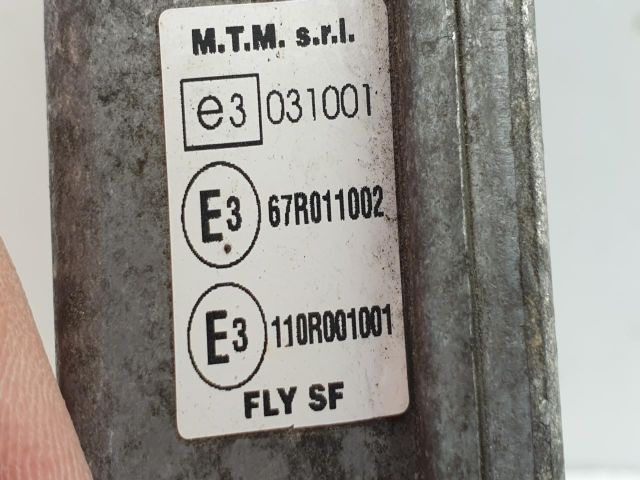 M.T.M. s.r.l.
e3 031001
E3 67R011002
E3 110R001001
FLY SF